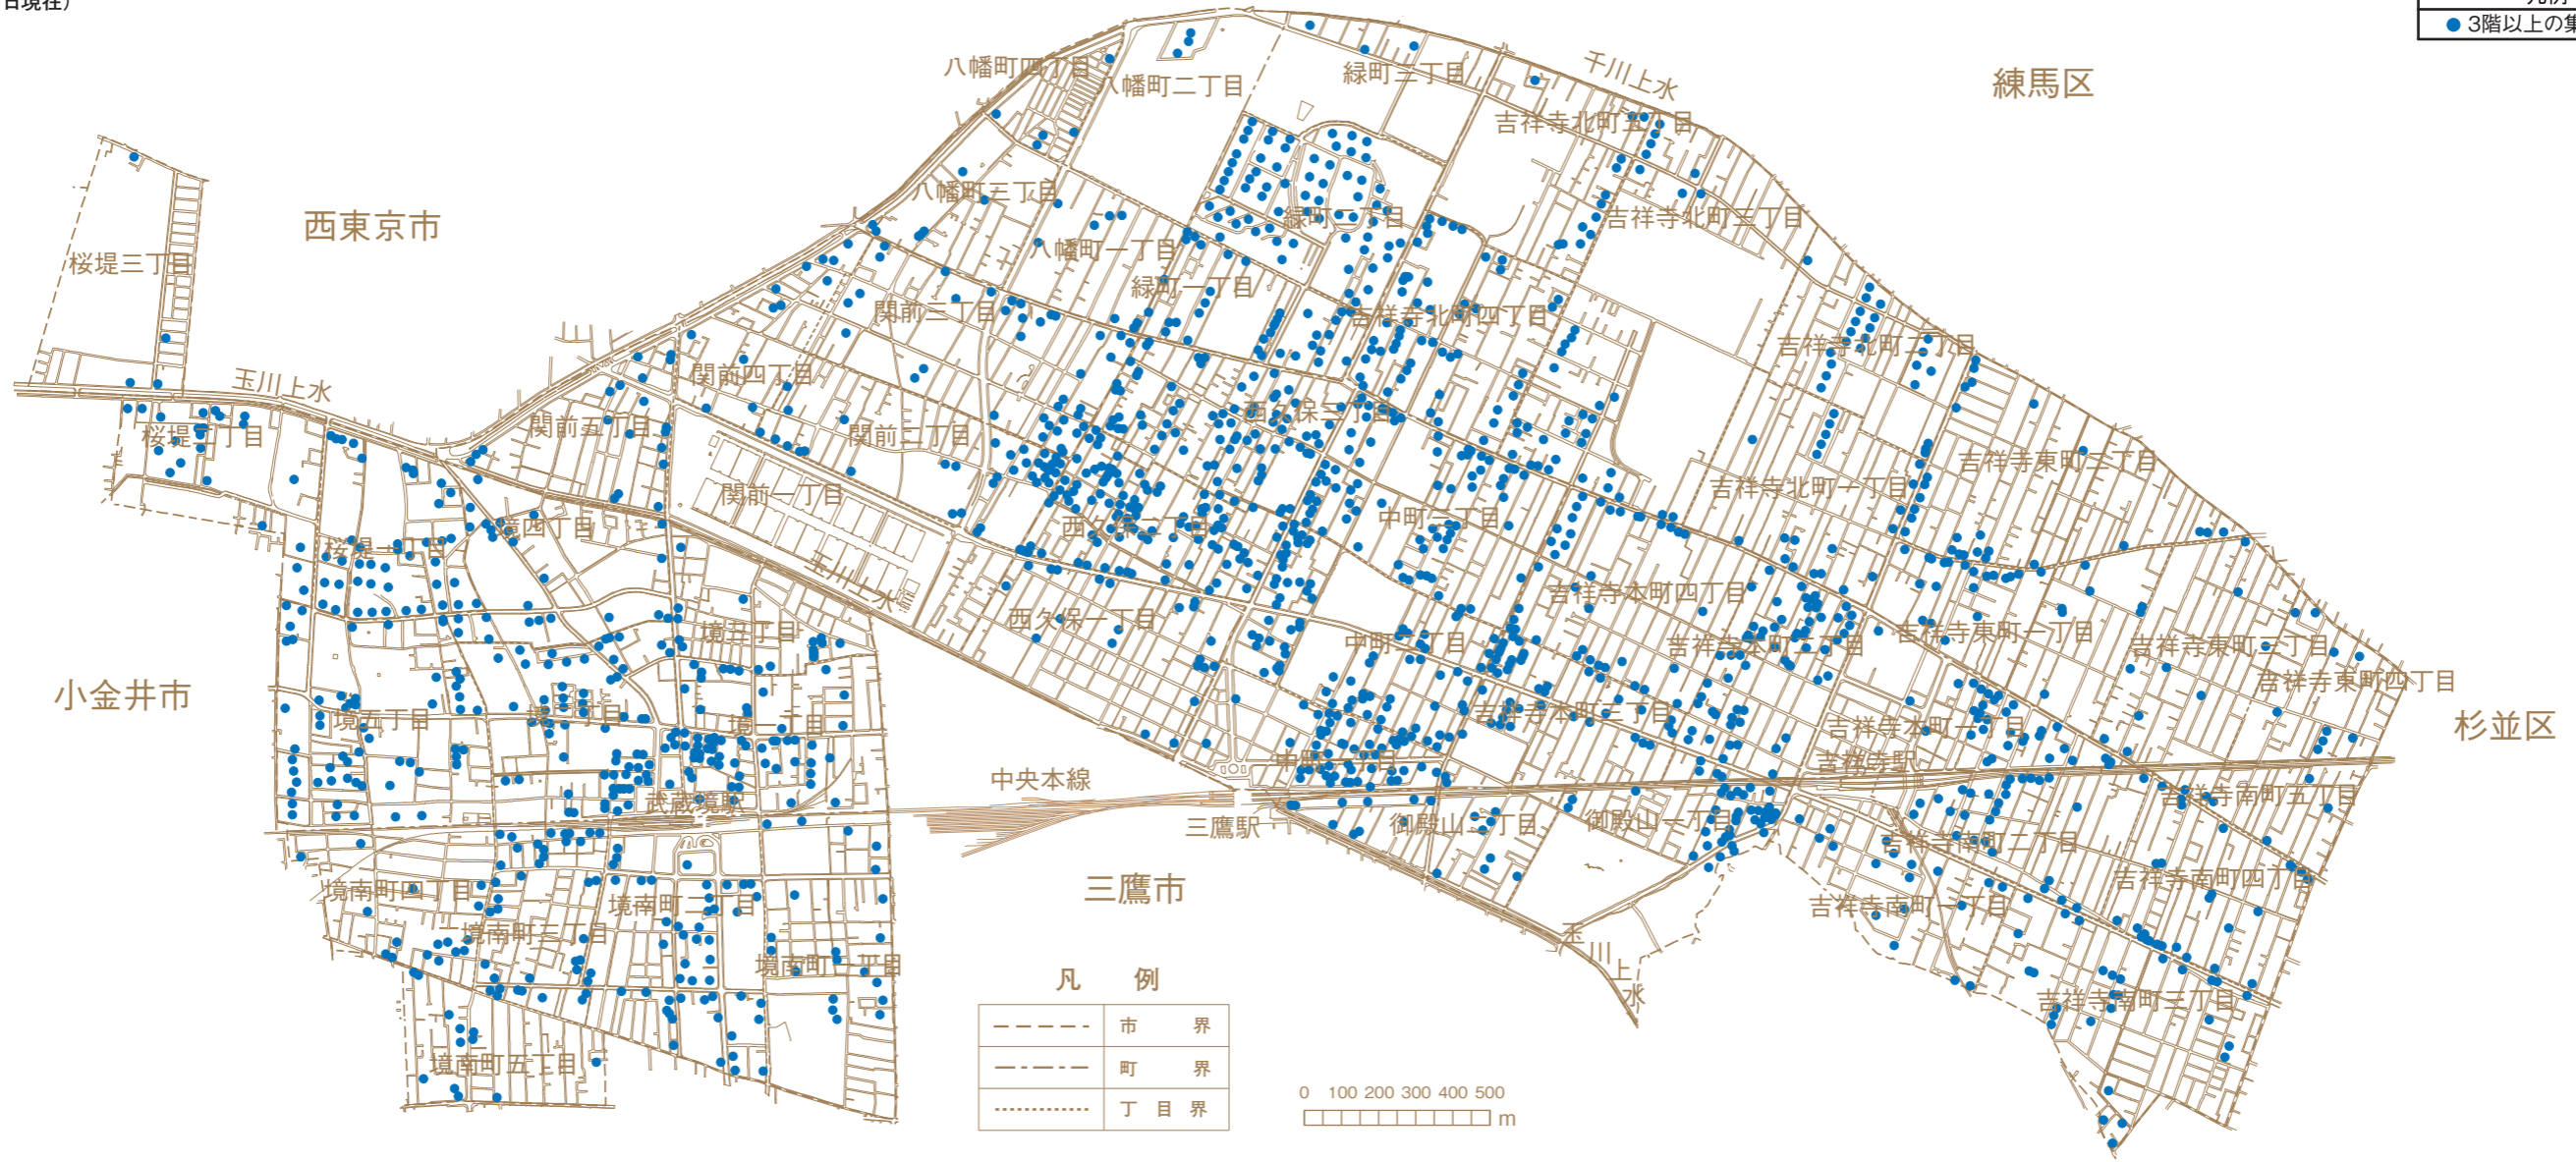 日現在）
凡例
● 3階以上の集
千川上水
練馬区
八幡町四丁目
八幡町二丁目
緑町三丁目
吉祥寺北町五丁目
西東京市
桜堤三丁目
八幡町三丁目
緑町二丁目
吉祥寺北町三丁目
八幡町一丁目
緑町一丁目
関前三丁目
吉祥寺北町四丁目
吉祥寺北町二丁目
玉川上水
関前四丁目
桜堤二丁目
関前五丁目
関前二丁目
西久保三丁目
吉祥寺東町二丁目
関前一丁目
吉祥寺北町一丁目
境四丁目
西久保二丁目
中町三丁目
桜堤一丁目
玉川上水
西久保一丁目
吉祥寺本町四丁目
境三丁目
中町二丁目
吉祥寺本町二丁目
吉祥寺東町一丁目
吉祥寺東町三丁目
吉祥寺東町四丁目
小金井市
境五丁目
境二丁目
境一丁目
吉祥寺本町三丁目
吉祥寺本町一丁目
杉並区
中町一丁目
吉祥寺駅
中央本線
武蔵境駅
三鷹駅
御殿山二丁目
御殿山一丁目
吉祥寺南町五丁目
吉祥寺南町二丁目
三鷹市
境南町四丁目
境南町二丁目
吉祥寺南町四丁目
吉祥寺南町一丁目
境南町三丁目
境南町一丁目
玉川上水
吉祥寺南町三丁目
境南町五丁目
凡 例
市 界
町 界
丁 目 界
0 100 200 300 400 500
m